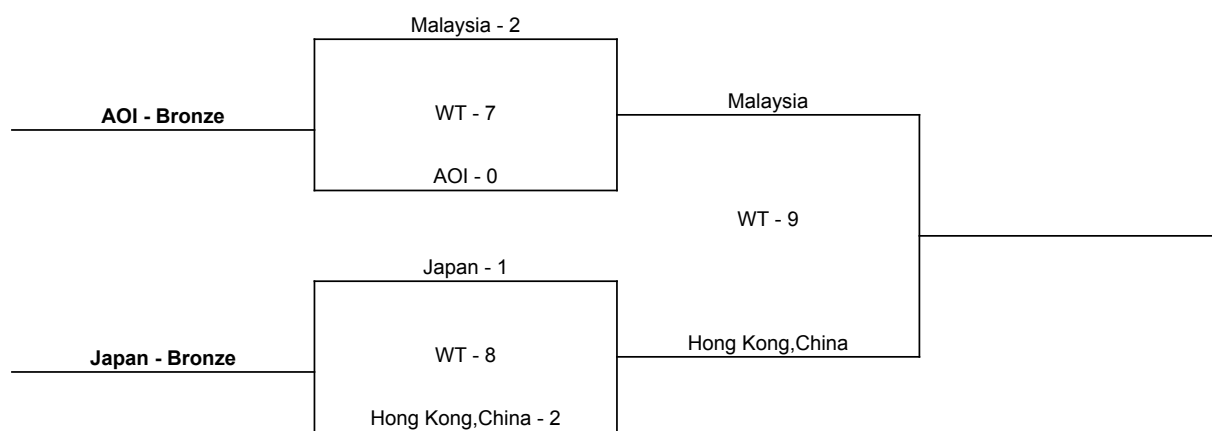 Malaysia - 2
AOI - Bronze
WT - 7
Malaysia
AOI - 0
WT - 9
Japan - 1
Japan - Bronze
WT - 8
Hong Kong,China
Hong Kong,China - 2